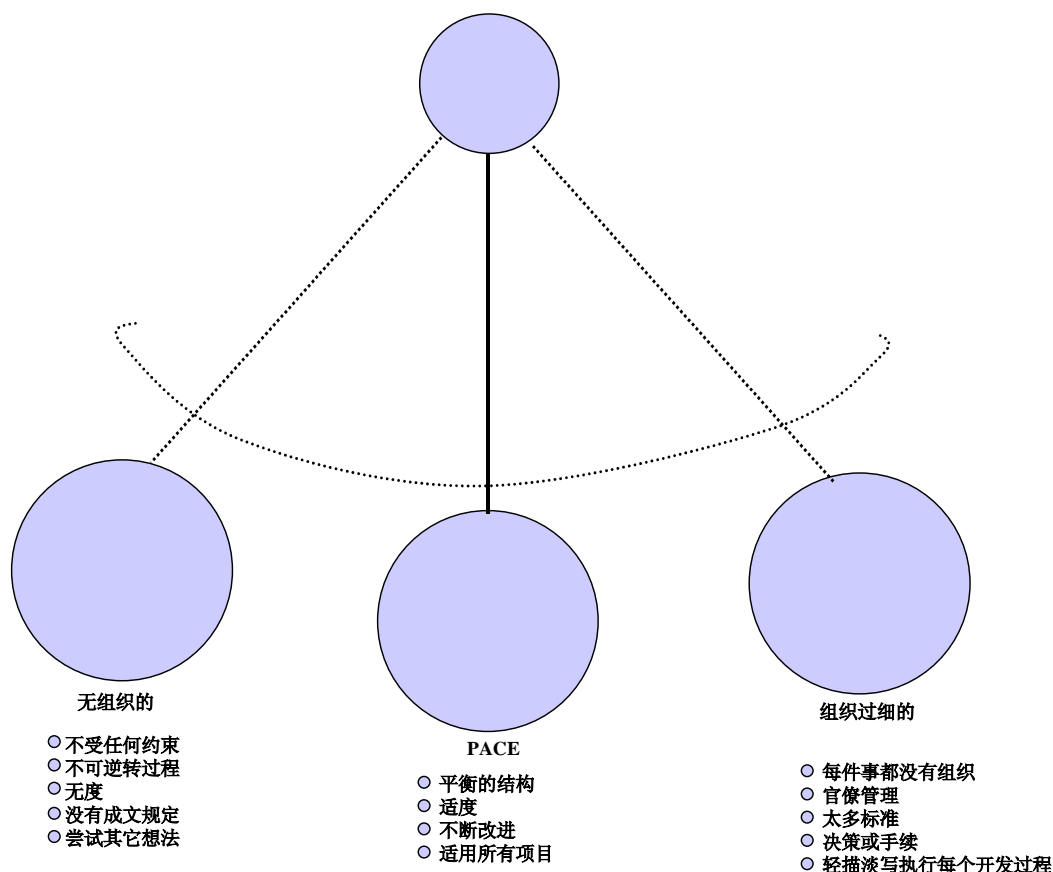 无组织的
不受任何约束
不可逆转过程
无度
没有成文规定
尝试其它想法
PACE
平衡的结构
适度
不断改进
适用所有项目
组织过细的
每件事都没有组织
官僚管理
太多标准
决策或手续
轻描淡写执行每个开发过程